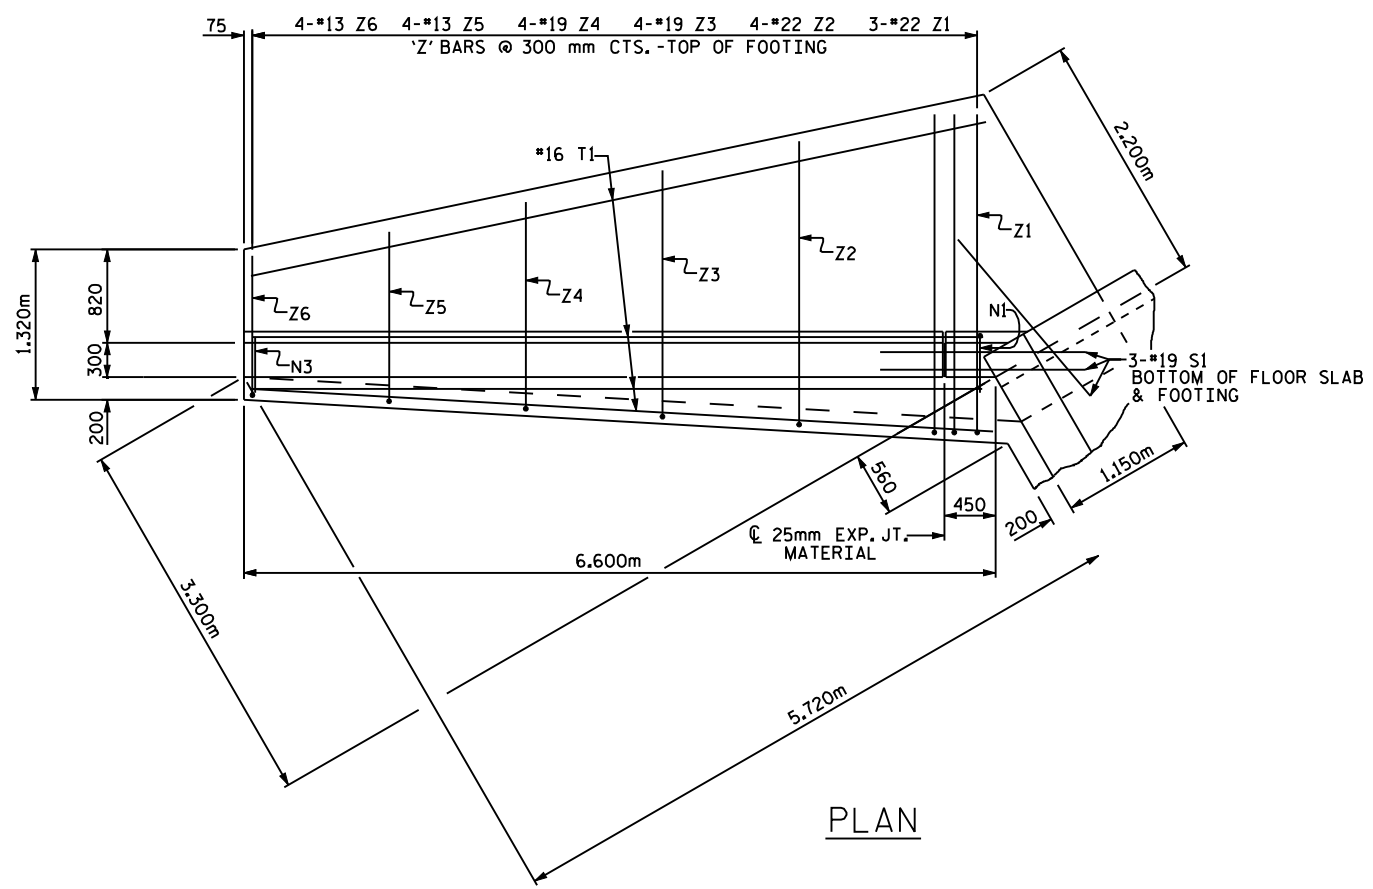 75
4-#13 Z6 4-#13 Z5 4-#19 Z4 4-#19 Z3 4-#22 Z2 3-#22 Z1
'Z' BARS @ 300 mm CTS.-TOP OF FOOTING
2.200m
#16 T1
Z1
Z2
Z3
Z4
Z5
Z6
1.320m
820
300
200
N3
N1
3-#19 S1
BOTTOM OF FLOOR SLAB
& FOOTING
1.150m
560
450
200
℄ 25mm EXP. JT.
MATERIAL
6.600m
3.300m
5.720m
PLAN